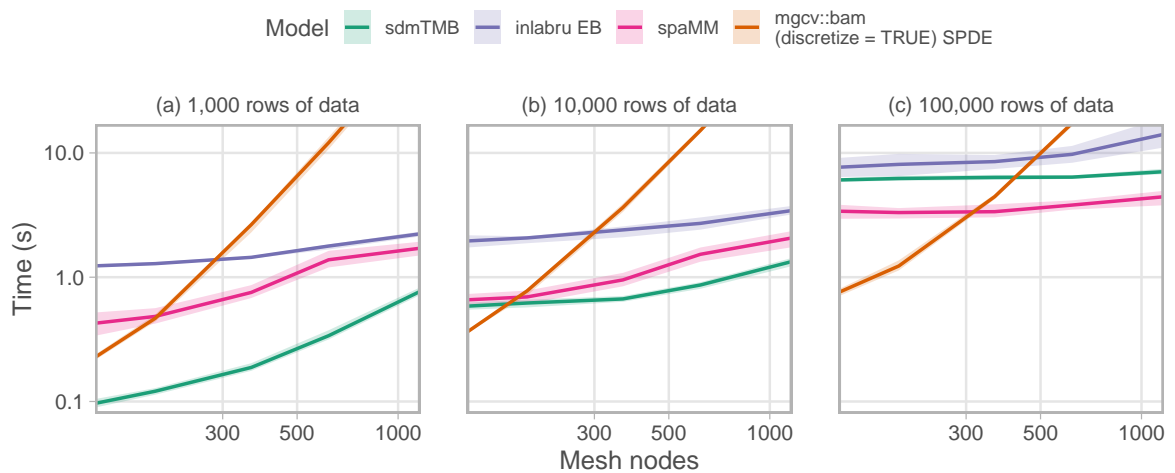 Model
sdmTMB
inlabru EB
spaMM
mgcv::bam
(discretize = TRUE) SPDE
(a) 1,000 rows of data
(b) 10,000 rows of data
(c) 100,000 rows of data
Time (s)
10.0
1.0
0.1
300
500
1000
300
500
1000
300
500
1000
Mesh nodes